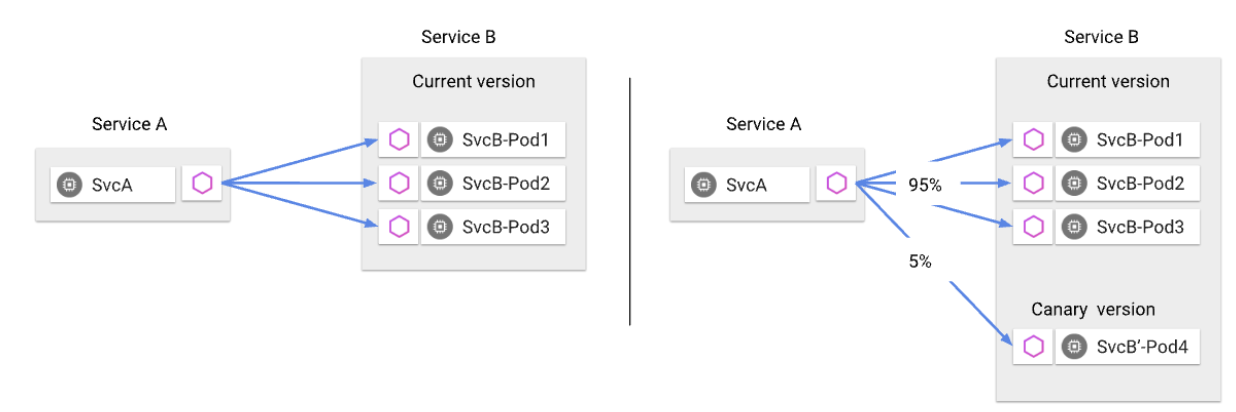 Service B
Current version
Service A
SvcB-Pod1
SvcA
SvcB-Pod2
SvcB-Pod3
Service B
Current version
Service A
SvcB-Pod1
SvcA
95%
SvcB-Pod2
SvcB-Pod3
5%
Canary version
SvcB’-Pod4